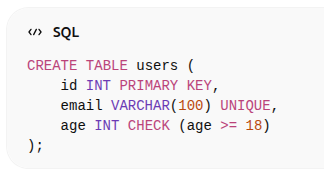 </> SQL
CREATE TABLE users (
    id INT PRIMARY KEY,
    email VARCHAR(100) UNIQUE,
    age INT CHECK (age >= 18)
);